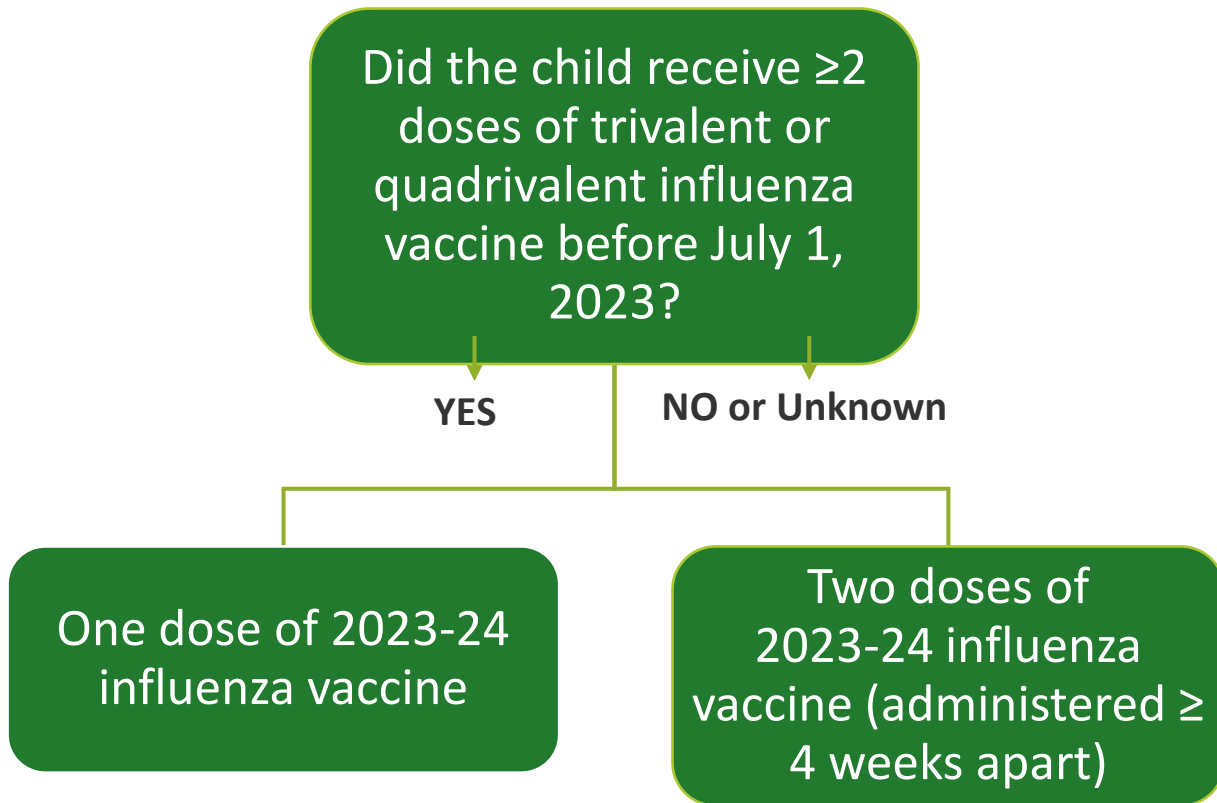 Did the child receive ≥2
doses of trivalent or
quadrivalent influenza
vaccine before July 1,
2023?
YES
NO or Unknown
One dose of 2023-24
influenza vaccine
Two doses of
2023-24 influenza
vaccine (administered ≥
4 weeks apart)